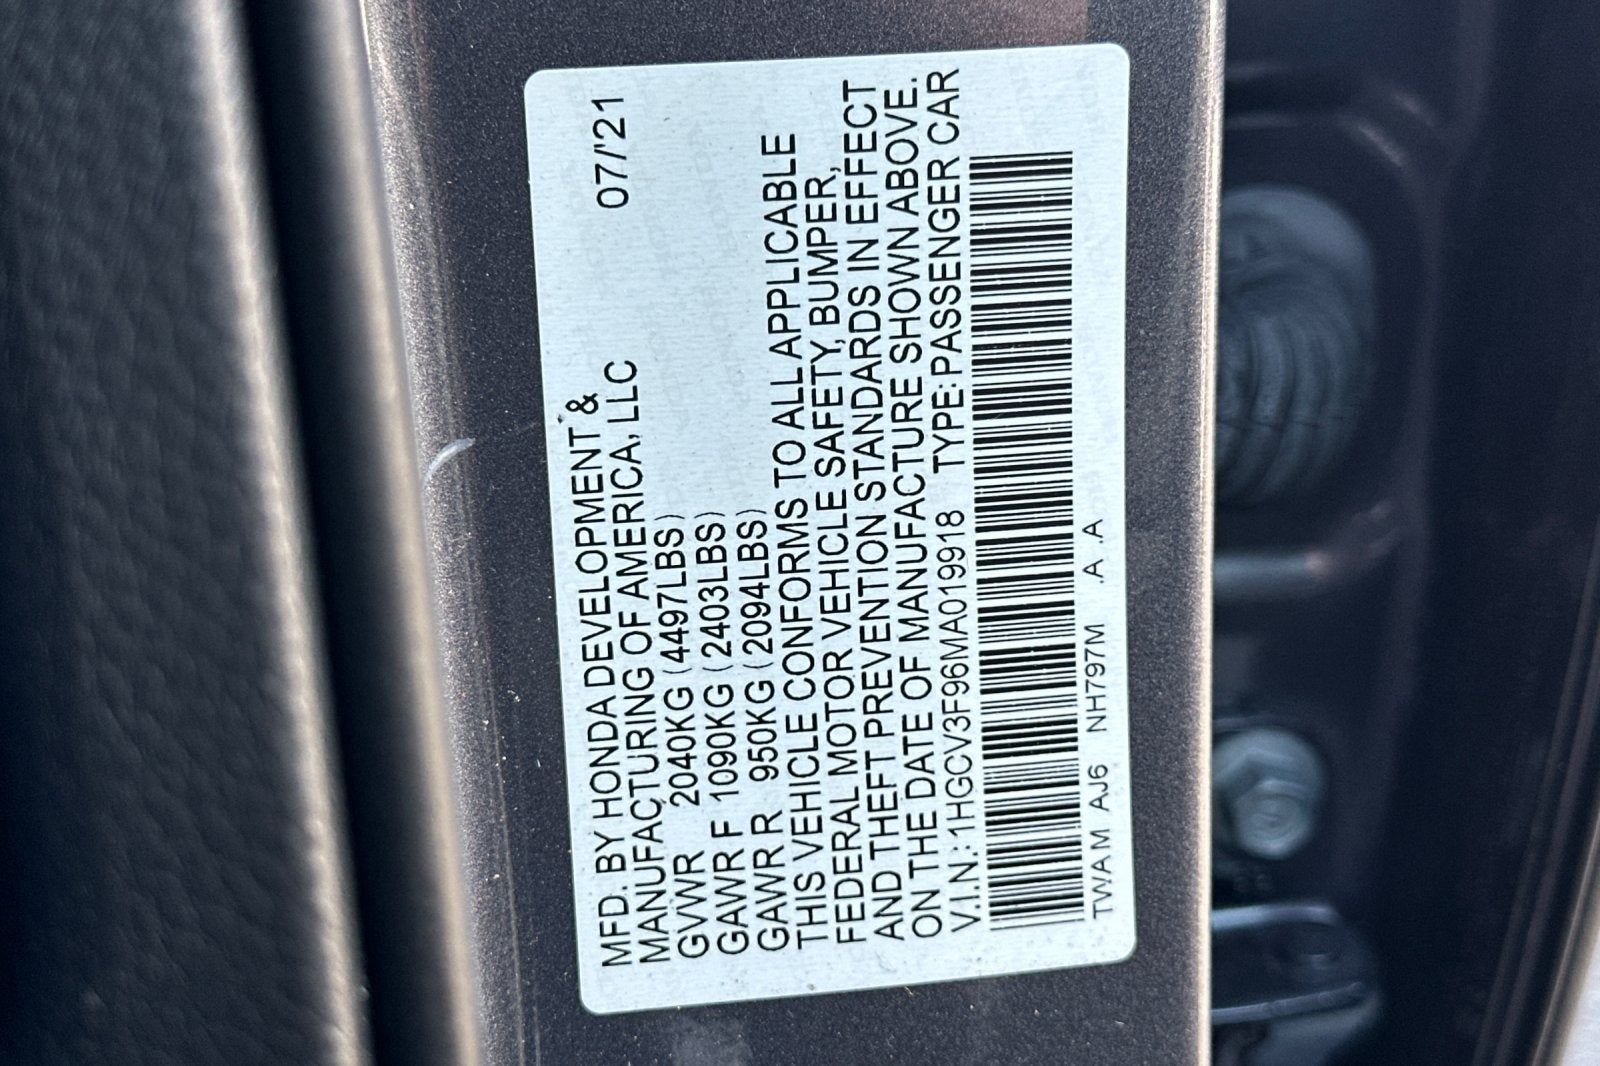 MFD. BY HONDA DEVELOPMENT &
MANUFACTURING OF AMERICA, LLC 07/'21
GVWR 2040KG (4497LBS)
GAWR F 1090KG (2403LBS)
GAWR R 950KG (2094LBS)
THIS VEHICLE CONFORMS TO ALL APPLICABLE
FEDERAL MOTOR VEHICLE SAFETY, BUMPER,
AND THEFT PREVENTION STANDARDS IN EFFECT
ON THE DATE OF MANUFACTURE SHOWN ABOVE.
V.I.N.: 1HGCV3F96MA019918 TYPE: PASSENGER CAR
TWAM AJ6 NH797M .A .A